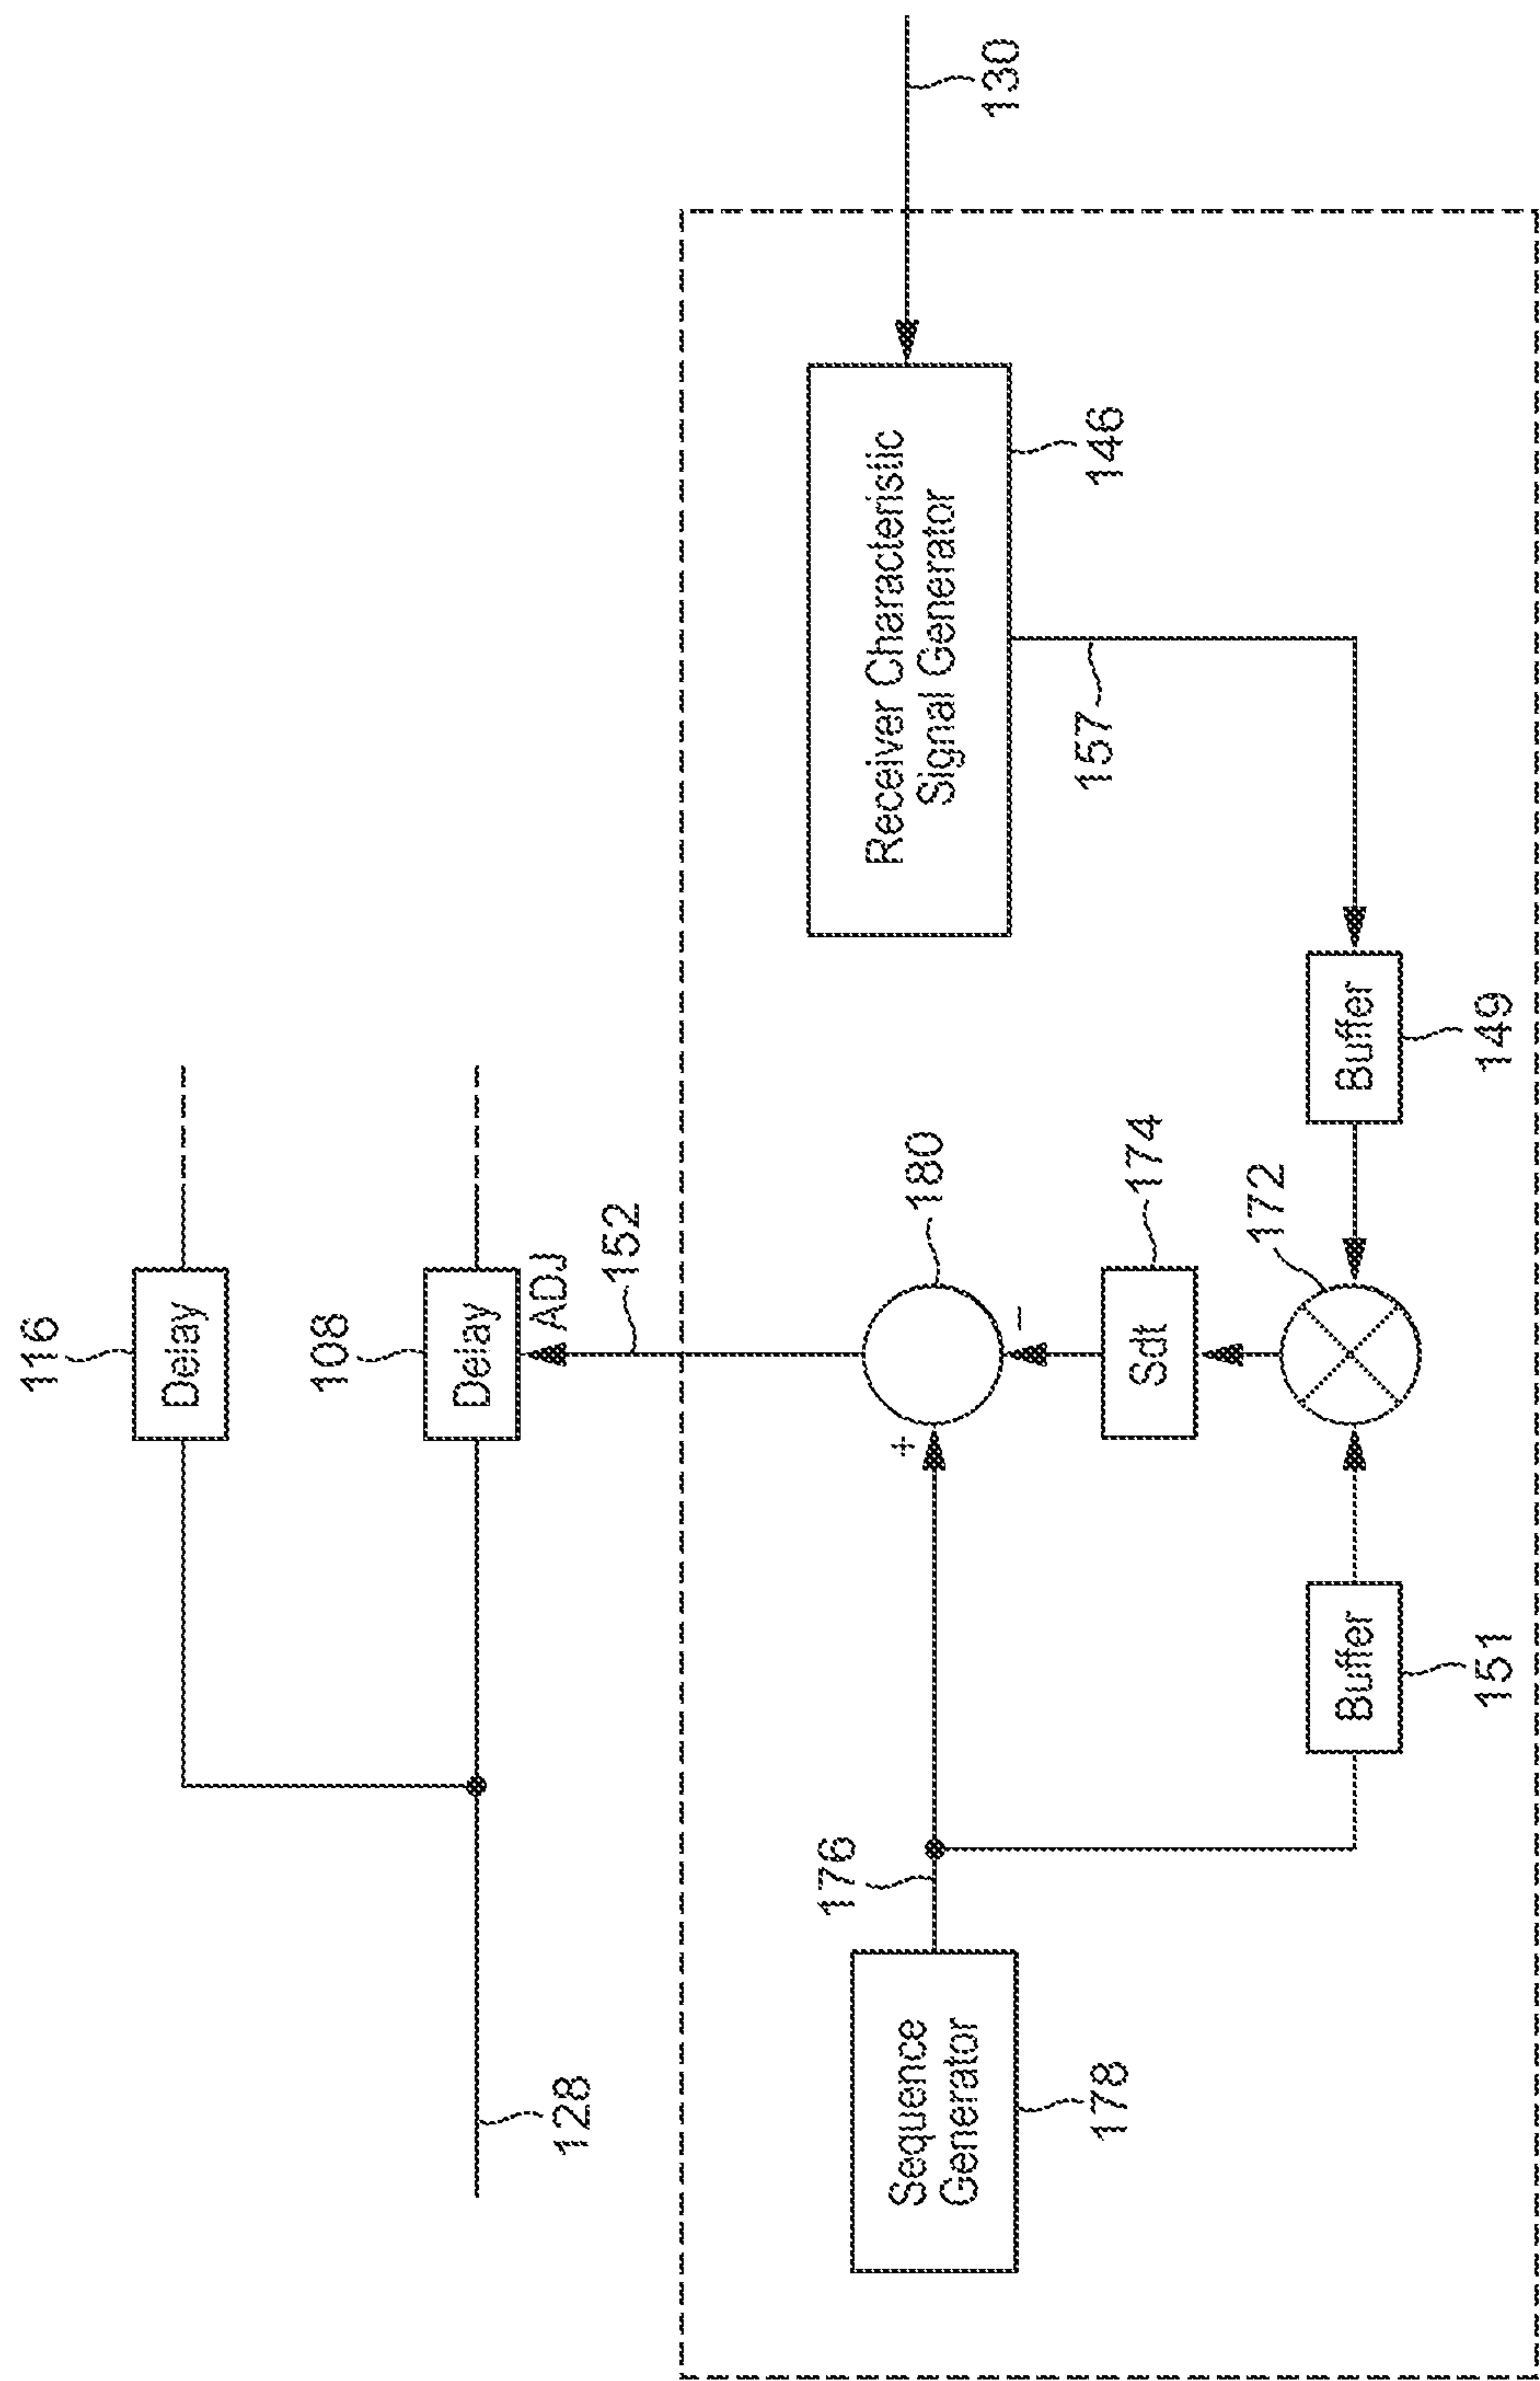 116
Delay
108
Delay
ADJ
128
152
176
+
180
Sequence
Generator
178
Receiver Characteristic
Signal Generator
130
−
146
157
174
Sdt
172
Buffer
151
Buffer
149